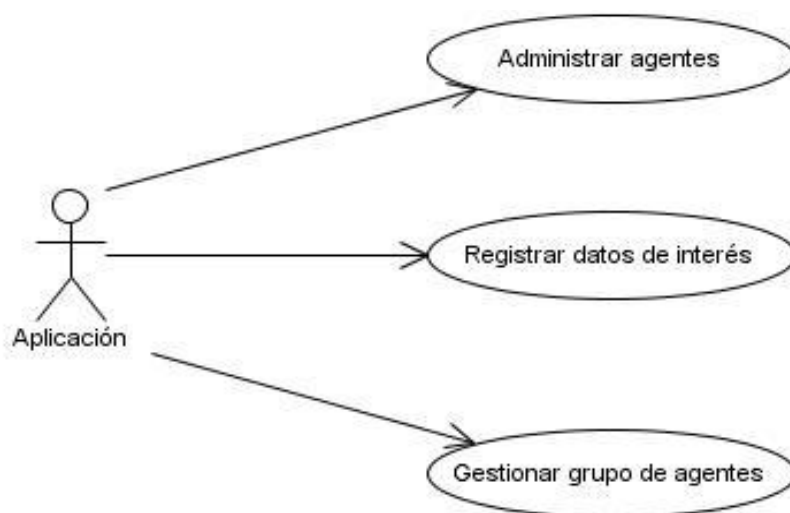 Administrar agentes
Registrar datos de interés
Aplicación
Gestionar grupo de agentes